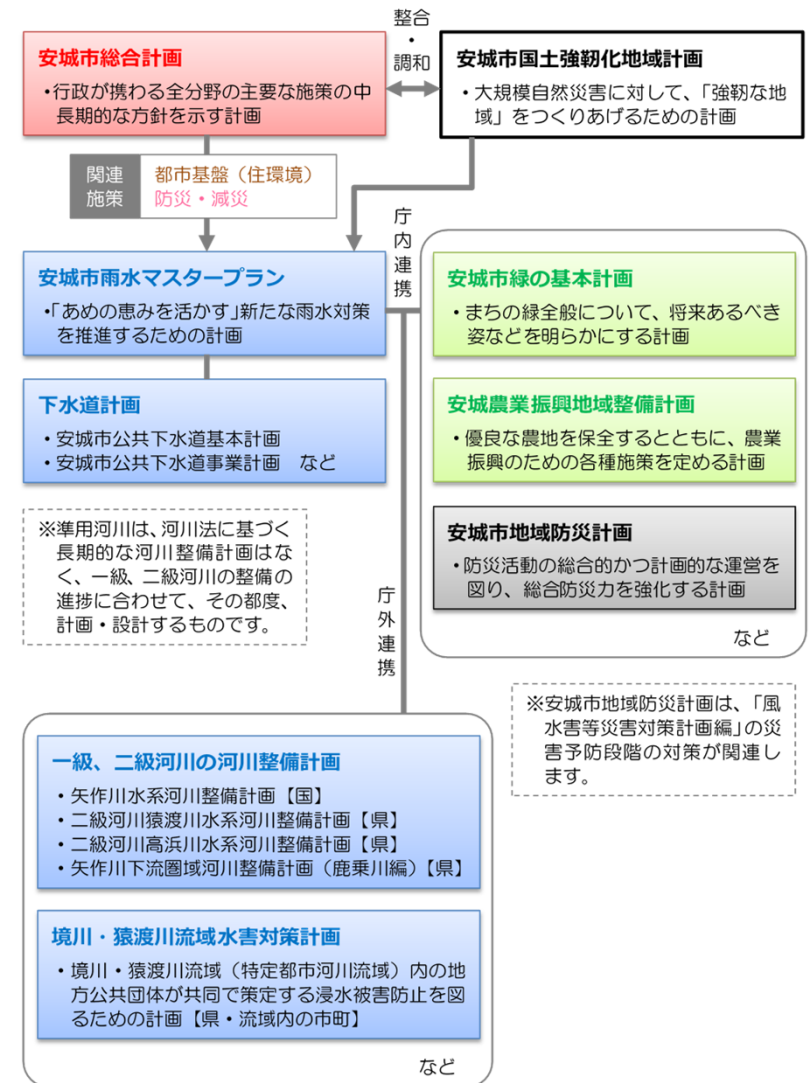 整合
・
調和
安城市総合計画
・行政が携わる全分野の主要な施策の中
長期的な方針を示す計画
安城市国土強靭化地域計画
・大規模自然災害に対して、「強靭な地
域」をつくりあげるための計画
関連
施策
都市基盤（住環境）
防災・減災
庁内連携
安城市雨水マスタープラン
・「あめの恵みを活かす」新たな雨水対策
を推進するための計画
下水道計画
・安城市公共下水道基本計画
・安城市公共下水道事業計画　など
※準用河川は、河川法に基づく
長期的な河川整備計画はな
く、一級、二級河川の整備の
進捗に合わせて、その都度、
計画・設計するものです。
安城市緑の基本計画
・まちの緑全般について、将来あるべき
姿などを明らかにする計画
安城農業振興地域整備計画
・優良な農地を保全するとともに、農業
振興のための各種施策を定める計画
安城市地域防災計画
・防災活動の総合的かつ計画的な運営を
図り、総合防災力を強化する計画
など
庁外連携
※安城市地域防災計画は、「風
水害等災害対策計画編」の災
害予防段階の対策が関連し
ます。
一級、二級河川の河川整備計画
・矢作川水系河川整備計画【国】
・二級河川猿渡川水系河川整備計画【県】
・二級河川高浜川水系河川整備計画【県】
・矢作川下流圏域河川整備計画（鹿乗川編）【県】
境川・猿渡川流域水害対策計画
・境川・猿渡川流域（特定都市河川流域）内の地
方公共団体が共同で策定する浸水被害防止を図
るための計画【県・流域内の市町】
など